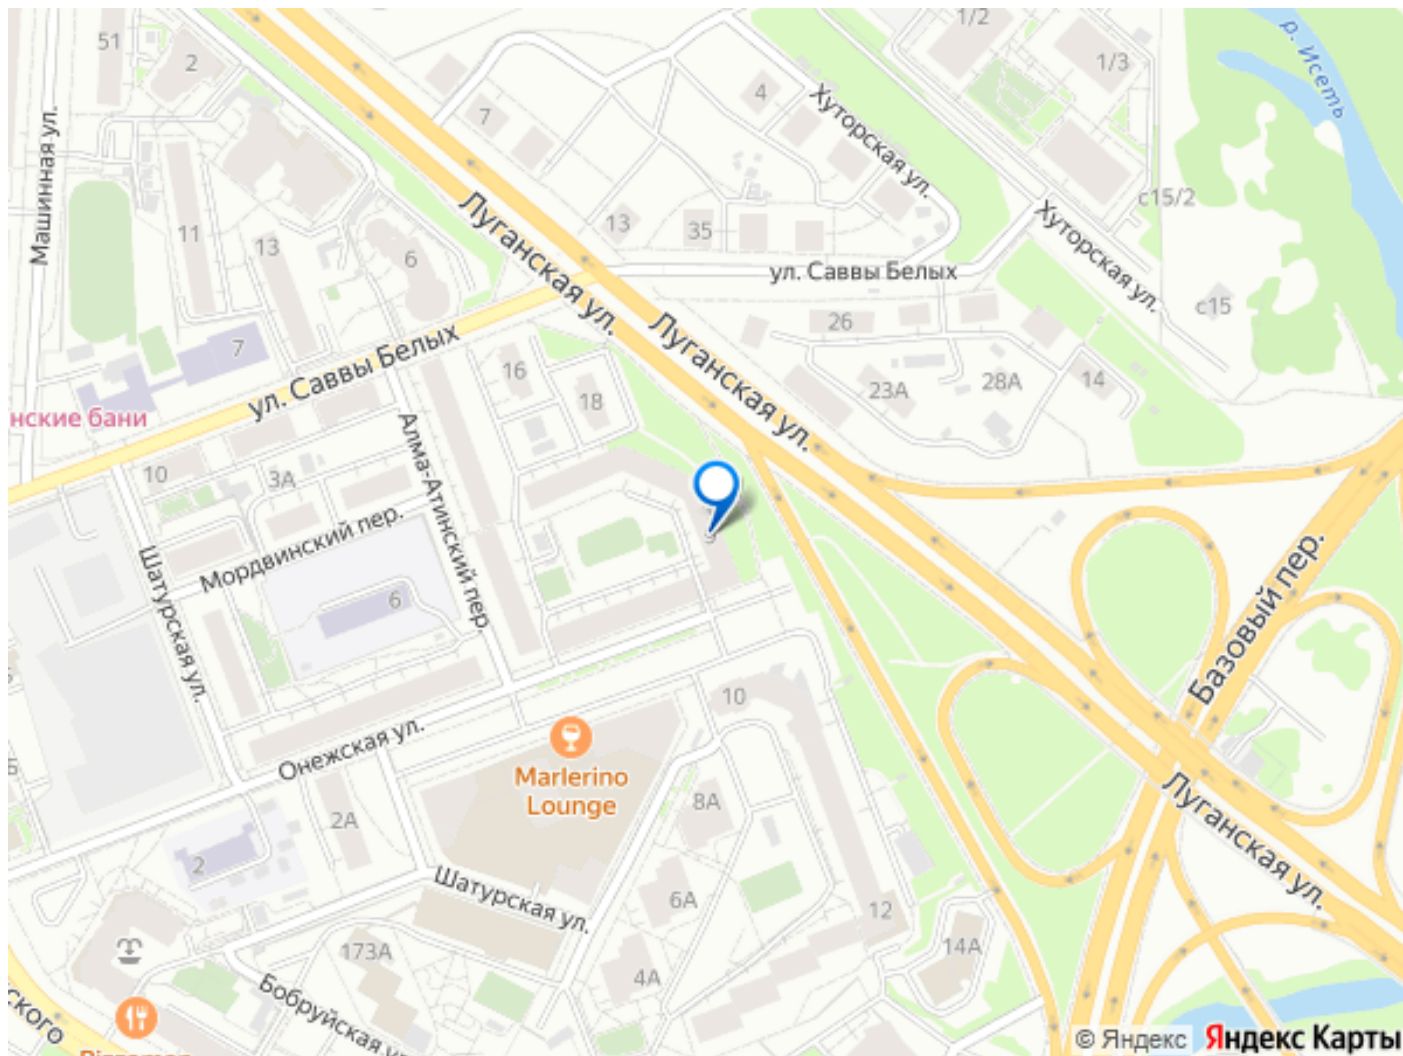 51
2
1/2
1/3
р. Исеть
7
4
Хуторская ул.
Машинная ул.
11
13
6
Луганская ул.
13
35
ул. Саввы Белых
Хуторская ул.
с15/2
с15
7
ул. Саввы Белых
16
18
Луганская ул.
26
23А
28А
14
нские бани
10
3А
Алма-Атинский пер.
Мордвинский пер.
9
Шатурская ул.
6
Базовый пер.
Онежская ул.
10
Marlerino
Lounge
8А
2А
2
Шатурская ул.
6А
12
14А
Луганская ул.
173А
4А
Бобруйская ул.
ского
© Яндекс
Яндекс Карты